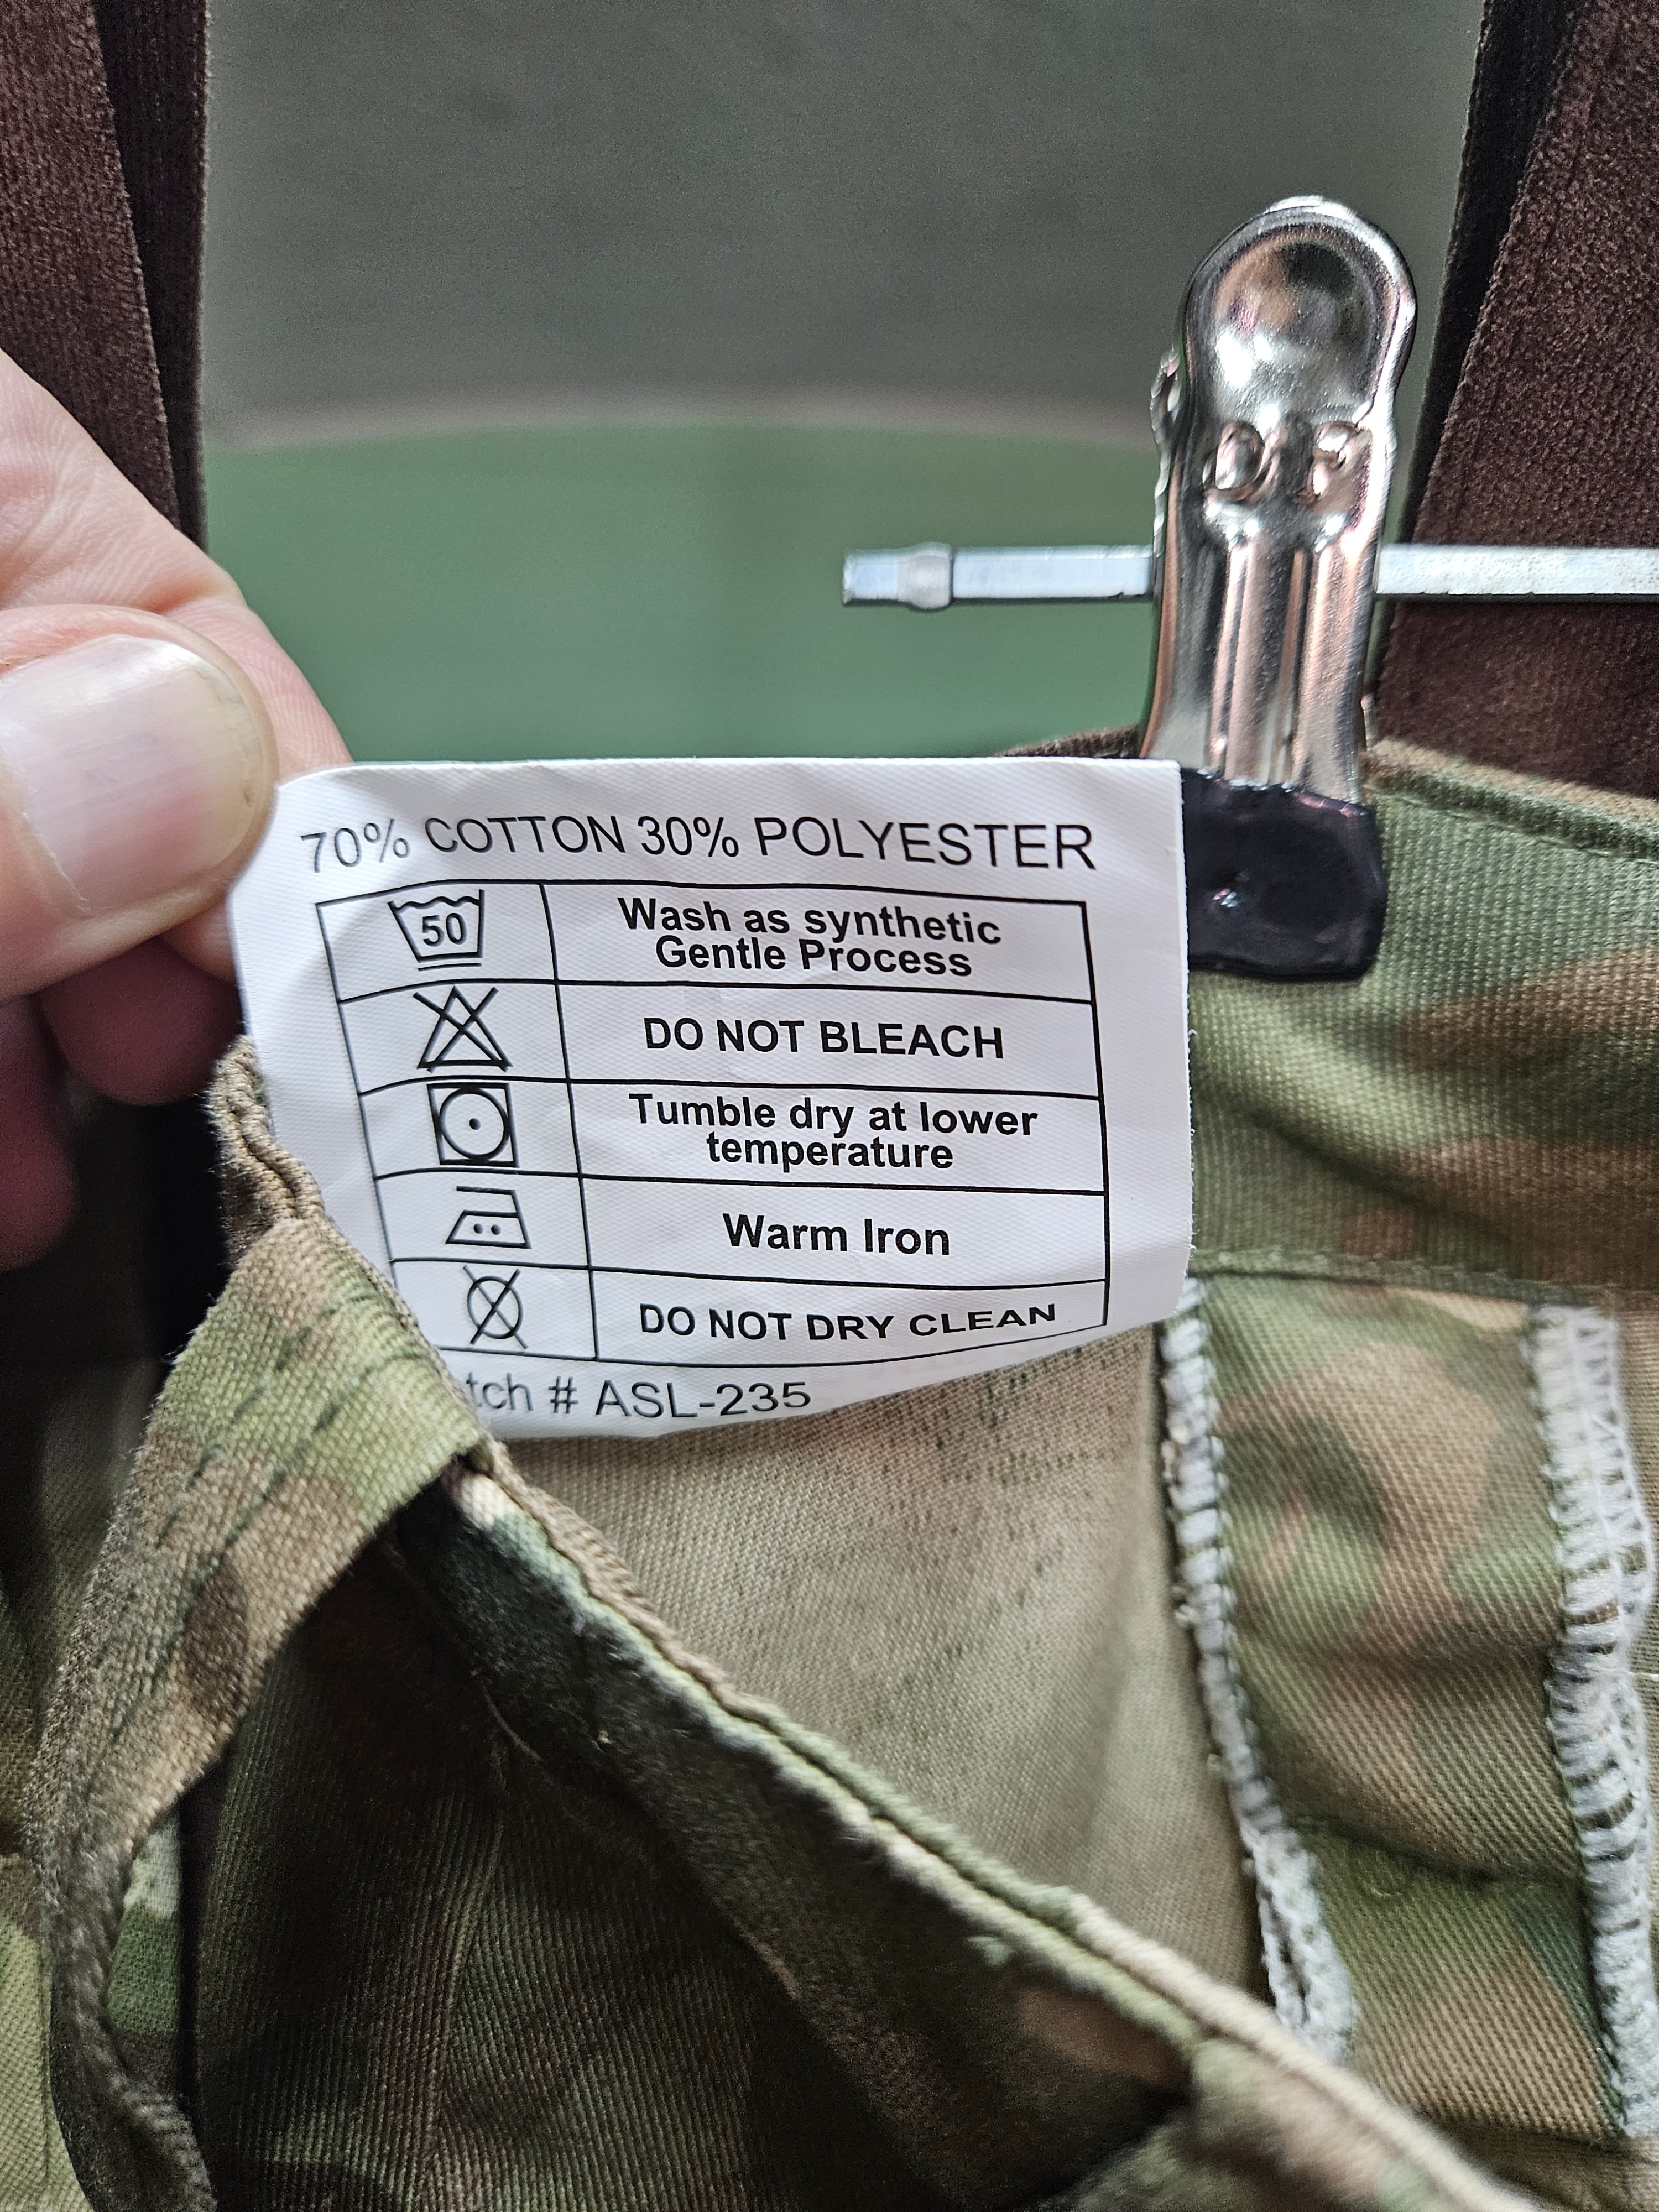 70% COTTON 30% POLYESTER
50
Wash as synthetic
Gentle Process
DO NOT BLEACH
Tumble dry at lower
temperature
Warm Iron
DO NOT DRY CLEAN
# ASL-235